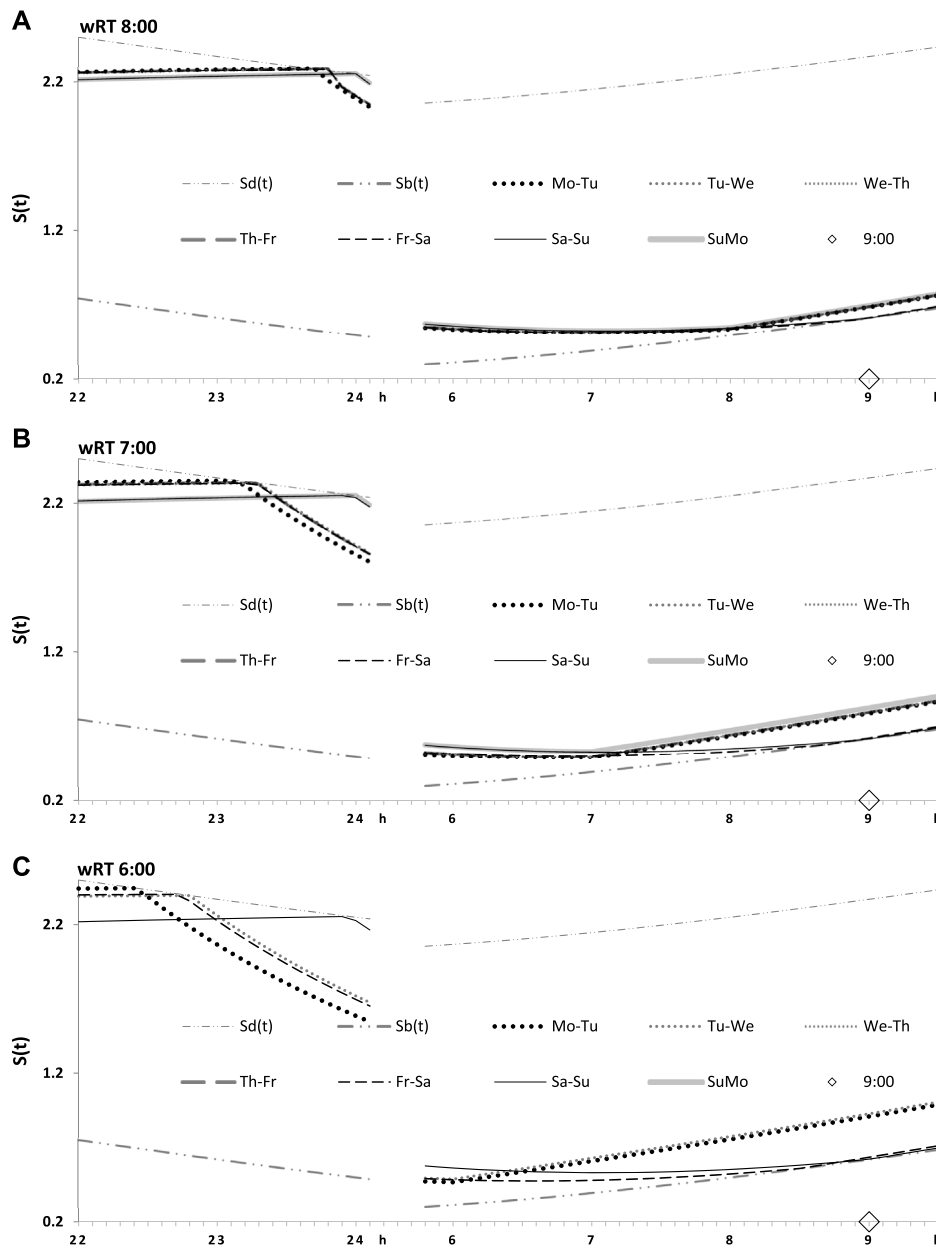 A
wRT 8:00
2.2
S(t)
Sd(t) Sb(t) Mo-Tu Tu-We We-Th
1.2
Th-Fr Fr-Sa Sa-Su SuMo 9:00
0.2
22 23 24 h 6 7 8 9
B
wRT 7:00
2.2
S(t)
Sd(t) Sb(t) Mo-Tu Tu-We We-Th
1.2
Th-Fr Fr-Sa Sa-Su SuMo 9:00
0.2
22 23 24 h 6 7 8 9
C
wRT 6:00
2.2
S(t)
Sd(t) Sb(t) Mo-Tu Tu-We We-Th
1.2
Th-Fr Fr-Sa Sa-Su SuMo 9:00
0.2
22 23 24 h 6 7 8 9